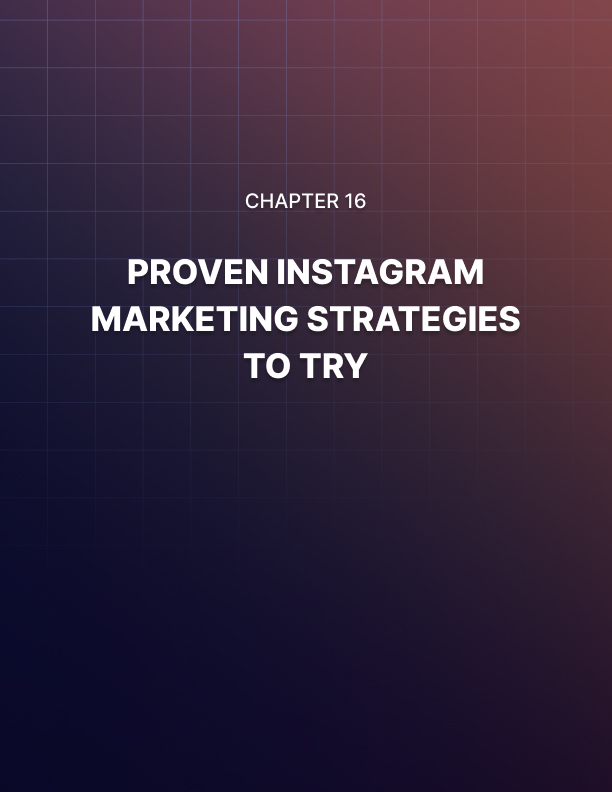 CHAPTER 16
PROVEN INSTAGRAM
MARKETING STRATEGIES
TO TRY